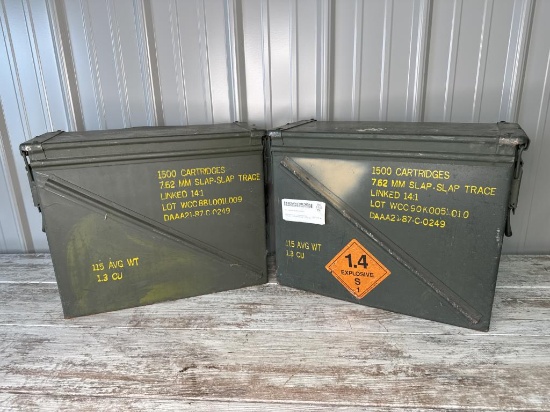 1500 CARTRIDGES
7.62 MM SLAP-SLAP TRACE
LINKED 14:1
LOT WCC88L001L009
DAAA21-87-C-0249
115 AVG WT
1.3 CU
1500 CARTRIDGES
7.62 MM SLAP-SLAP TRACE
LINKED 14:1
LOT WCC 90K0051-010
DAAA21-87-C-0249
115 AVG WT
1.3 CU
1.4
EXPLOSIVE
S
1